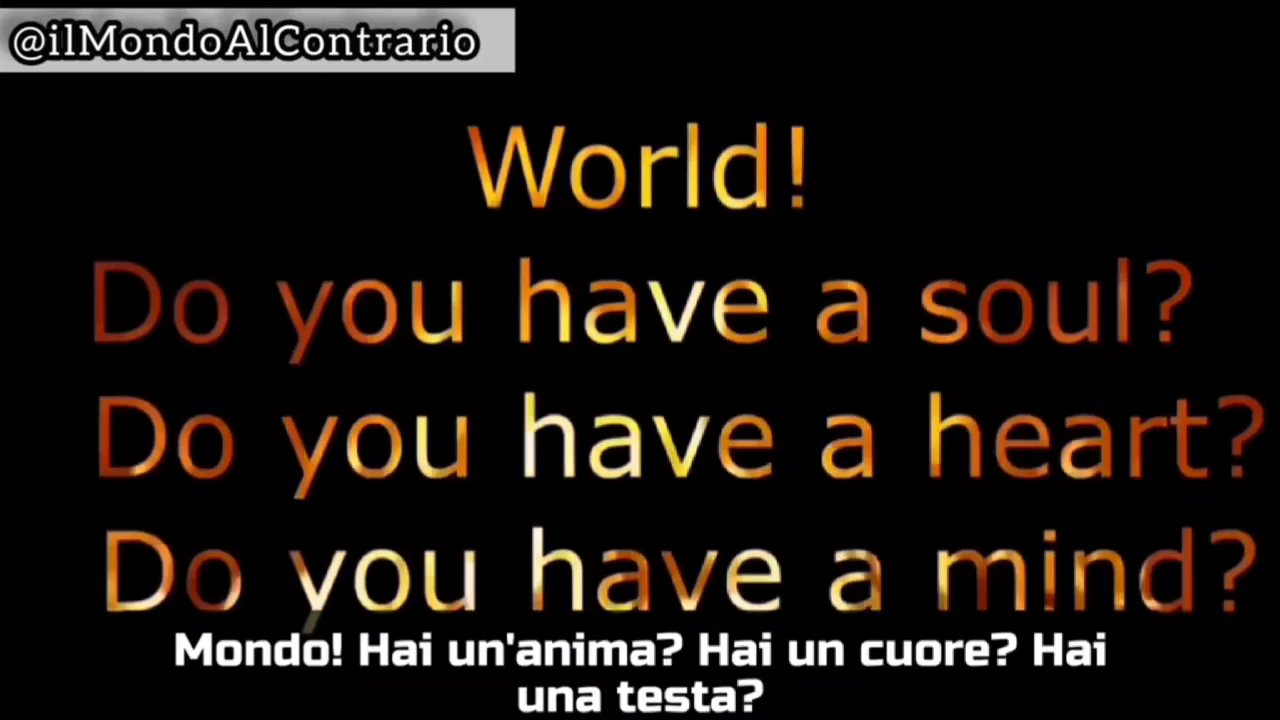 @ilMondoAlContrario
World!
Do you have a soul?
Do you have a heart?
Do you have a mind?
Mondo! Hai un'anima? Hai un cuore? Hai
una testa?